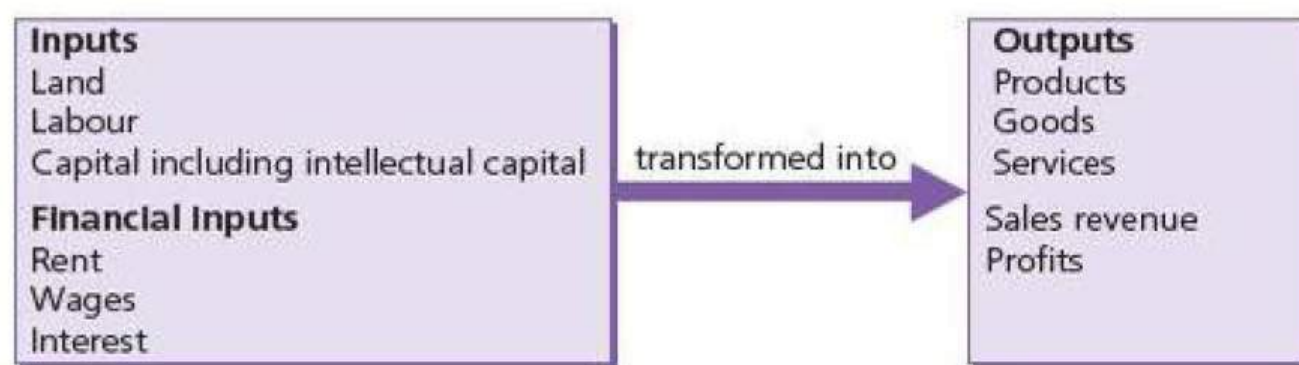 Inputs
Land
Labour
Capital including intellectual capital
Financial Inputs
Rent
Wages
Interest
transformed into
Outputs
Products
Goods
Services
Sales revenue
Profits